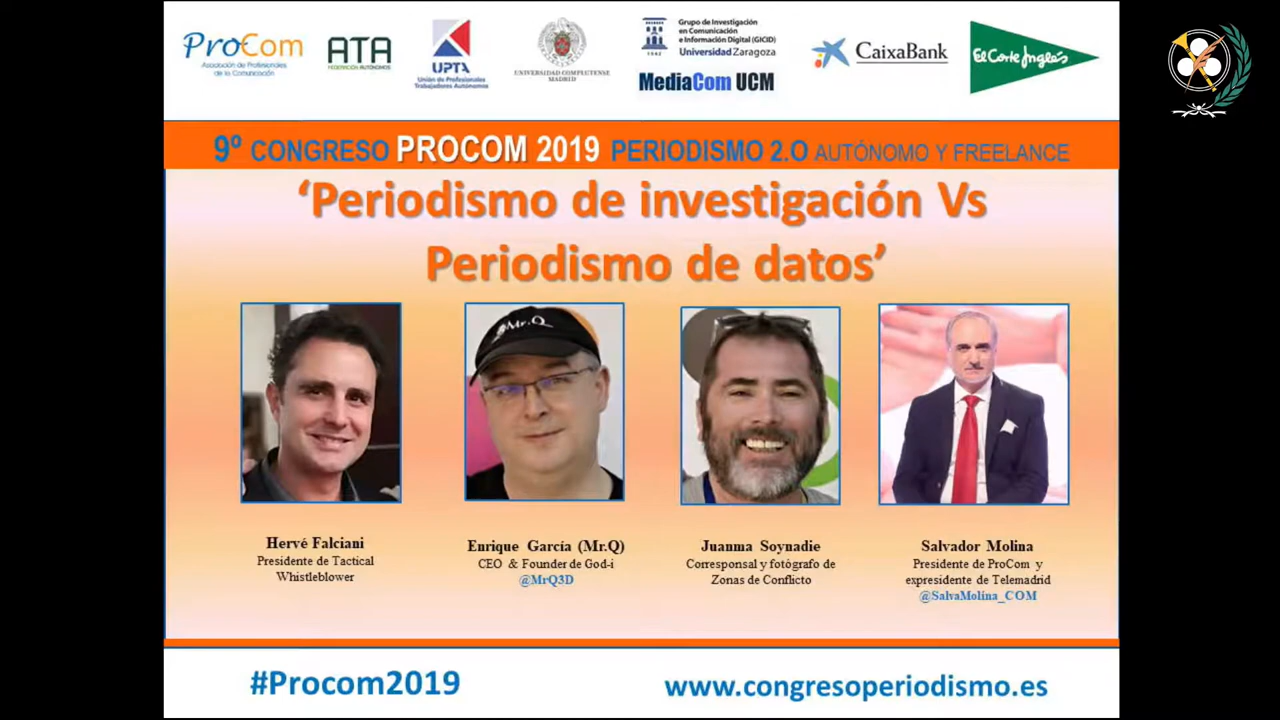 ProCom
Asociación de Profesionales
de la Comunicación
ATA
FEDERACIÓN AUTÓNOMOS
UPTA
Unión de Profesionales
Trabajadores Autónomos
UNIVERSIDAD COMPLUTENSE
MADRID
1542
Grupo de Investigación
en Comunicación
e Información Digital (GICID)
Universidad Zaragoza
MediaCom UCM
CaixaBank
El Corte Inglés
9º CONGRESO PROCOM 2019 PERIODISMO 2.O AUTÓNOMO Y FREELANCE
‘Periodismo de investigación Vs
Periodismo de datos’
Mr.Q
Hervé Falciani
Presidente de Tactical
Whistleblower
Enrique García (Mr.Q)
CEO & Founder de God-i
@MrQ3D
Juanma Soynadie
Corresponsal y fotógrafo de
Zonas de Conflicto
Salvador Molina
Presidente de ProCom y
expresidente de Telemadrid
@SalvaMolina_COM
#Procom2019
www.congresoperiodismo.es